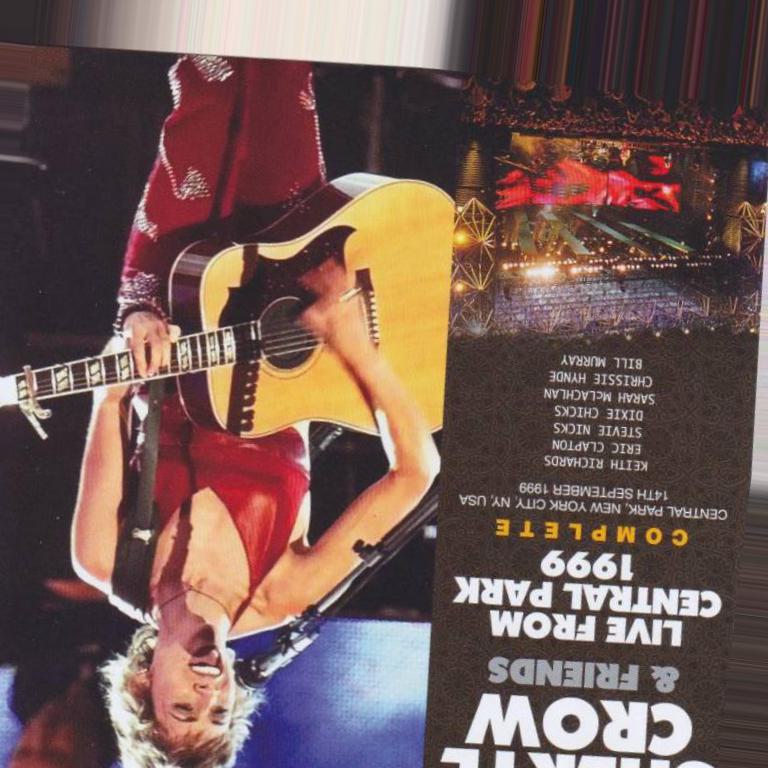 CROW
& FRIENDS
LIVE FROM
CENTRAL PARK
1999
COMPLETE
CENTRAL PARK, NEW YORK CITY, NY, USA
14TH SEPTEMBER 1999
KEITH RICHARDS
ERIC CLAPTON
STEVIE NICKS
DIXIE CHICKS
SARAH McLACHLAN
CHRISSIE HYNDE
BILL MURRAY